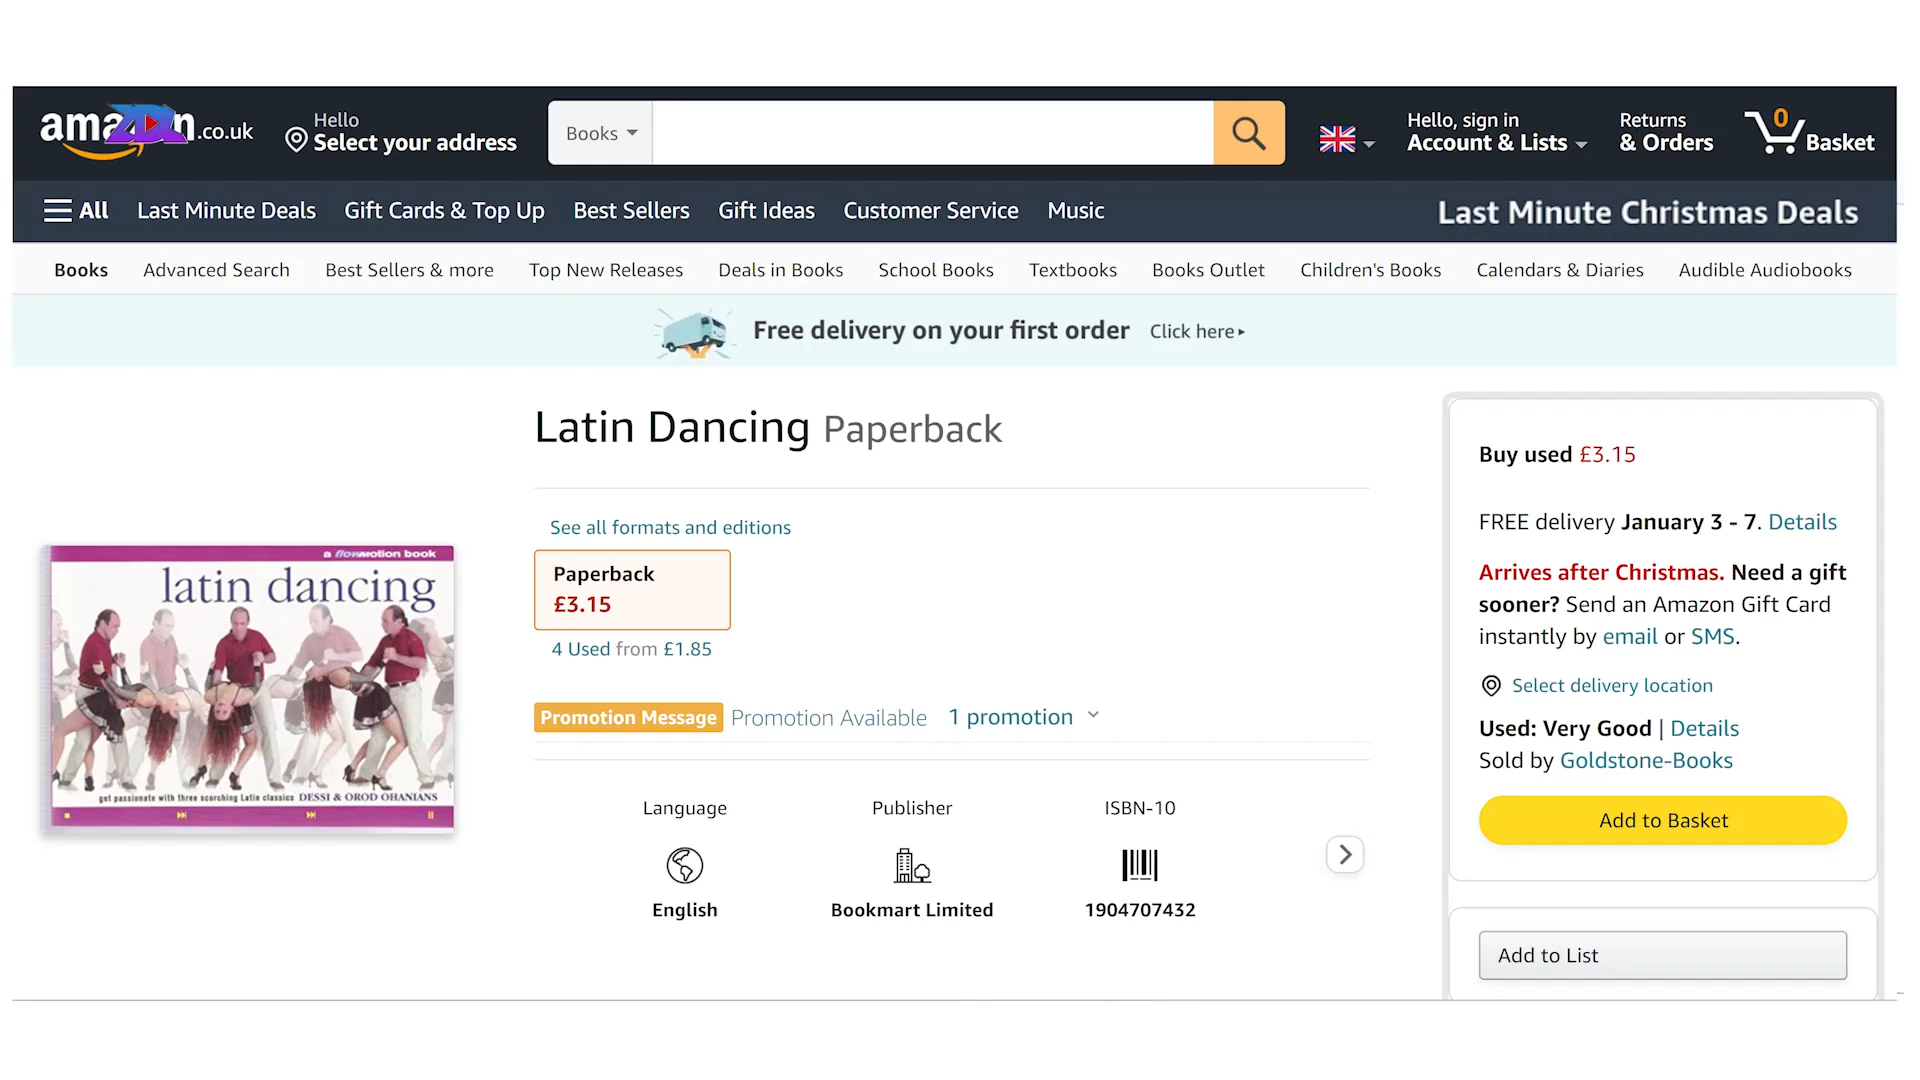 amazon.co.uk
Hello
Select your address
Books
Hello, sign in
Account & Lists
Returns
& Orders
0
Basket
All
Last Minute Deals
Gift Cards & Top Up
Best Sellers
Gift Ideas
Customer Service
Music
Last Minute Christmas Deals
Books
Advanced Search
Best Sellers & more
Top New Releases
Deals in Books
School Books
Textbooks
Books Outlet
Children's Books
Calendars & Diaries
Audible Audiobooks
Free delivery on your first order
Click here
Latin Dancing Paperback
See all formats and editions
Paperback
£3.15
4 Used from £1.85
Promotion Message Promotion Available 1 promotion
Language
English
Publisher
Bookmart Limited
ISBN-10
1904707432
a flowmotion book
latin dancing
get passionate with three scorching Latin classics DESSI & OROD OHANIANS
Buy used £3.15
FREE delivery January 3 - 7. Details
Arrives after Christmas. Need a gift
sooner? Send an Amazon Gift Card
instantly by email or SMS.
Select delivery location
Used: Very Good | Details
Sold by Goldstone-Books
Add to Basket
Add to List